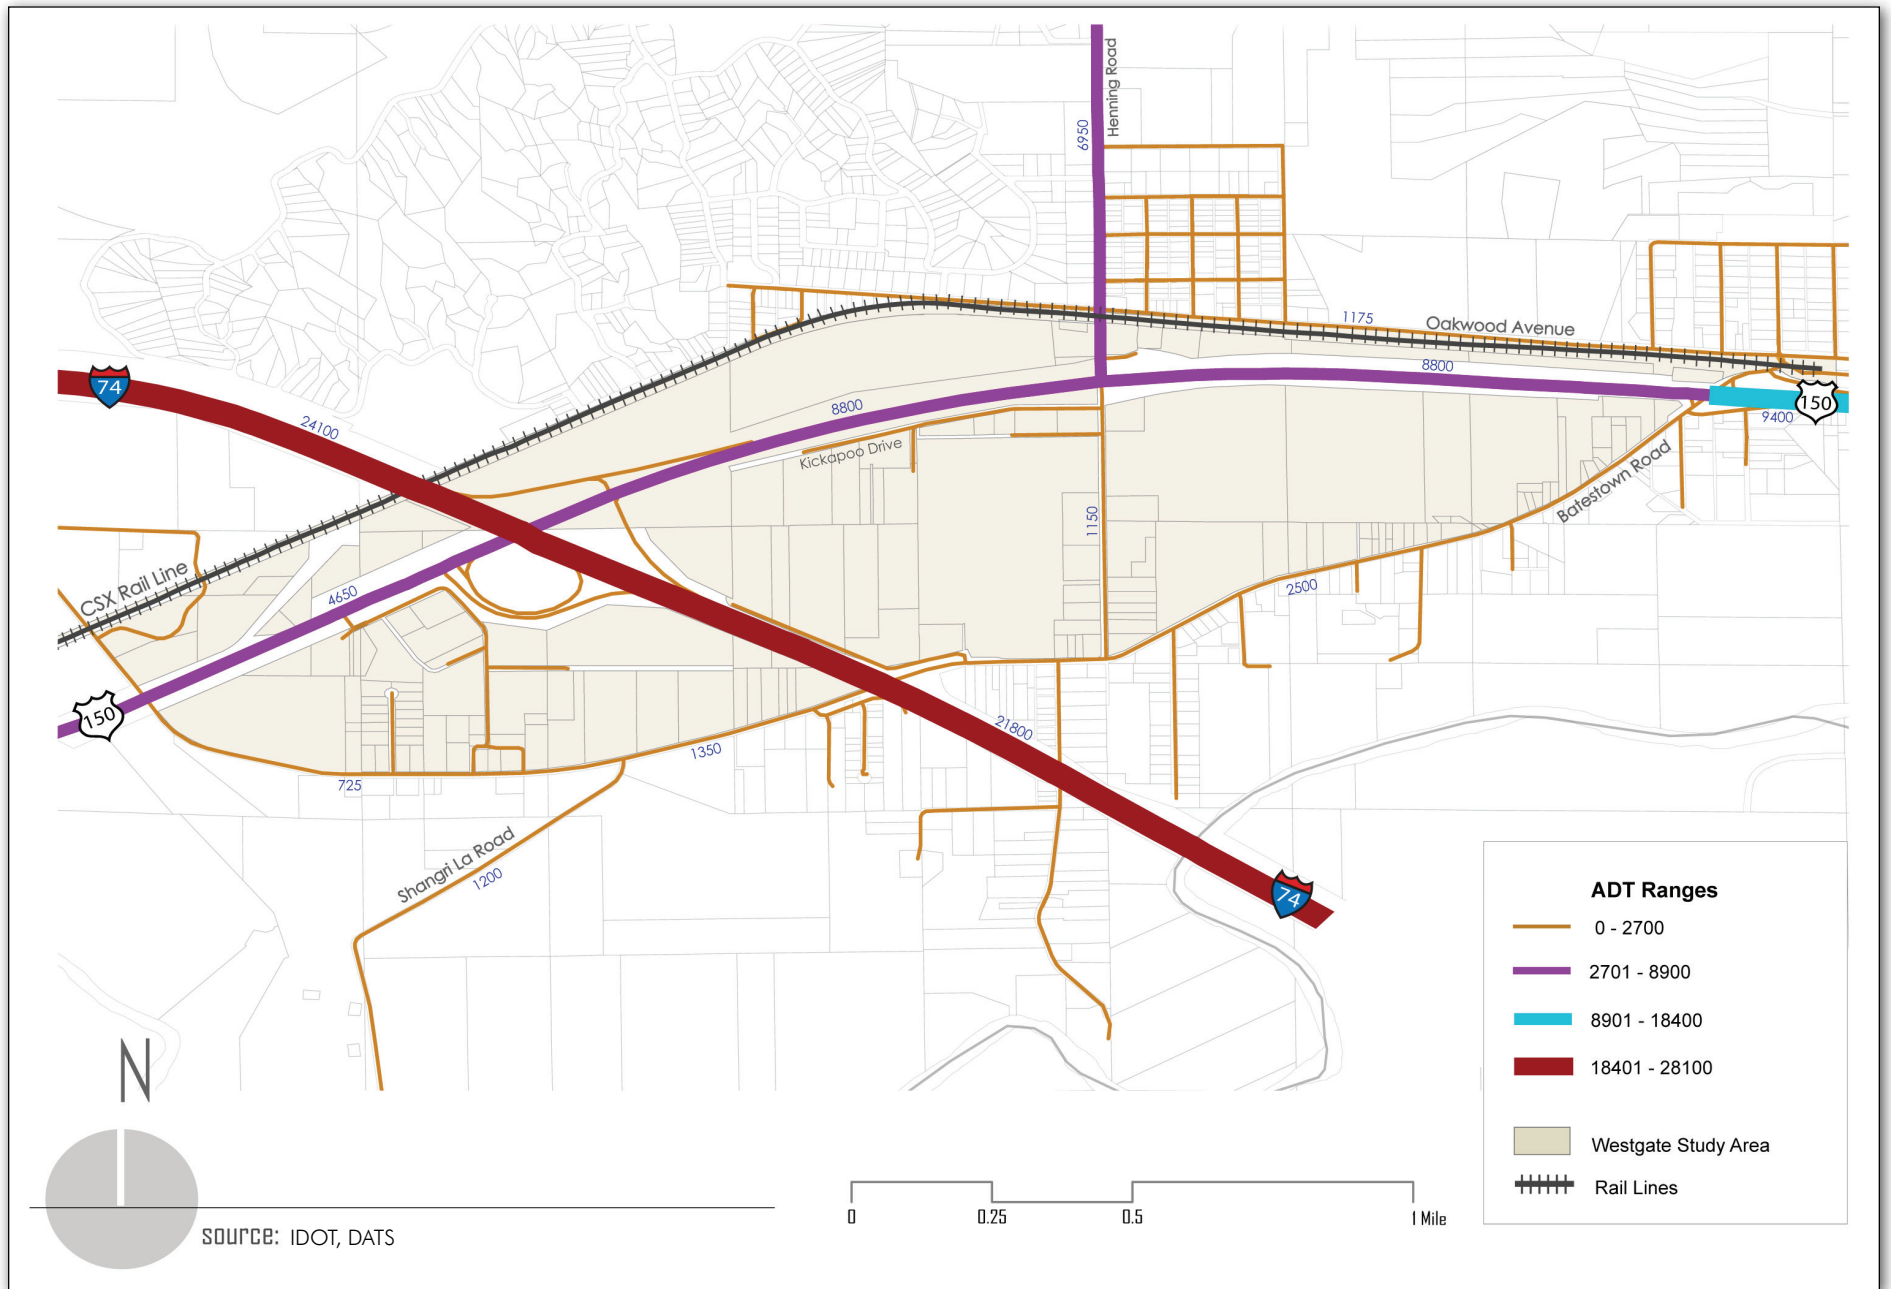 Henning Road
6950
1175
Oakwood Avenue
8800
150
9400
74
24100
8800
Kickapoo Drive
Batestown Road
1150
CSX Rail Line
4650
2500
150
21800
1350
725
Shangri La Road
1200
74
ADT Ranges
0 - 2700
2701 - 8900
8901 - 18400
18401 - 28100
Westgate Study Area
Rail Lines
N
source: IDOT, DATS
0
0.25
0.5
1 Mile